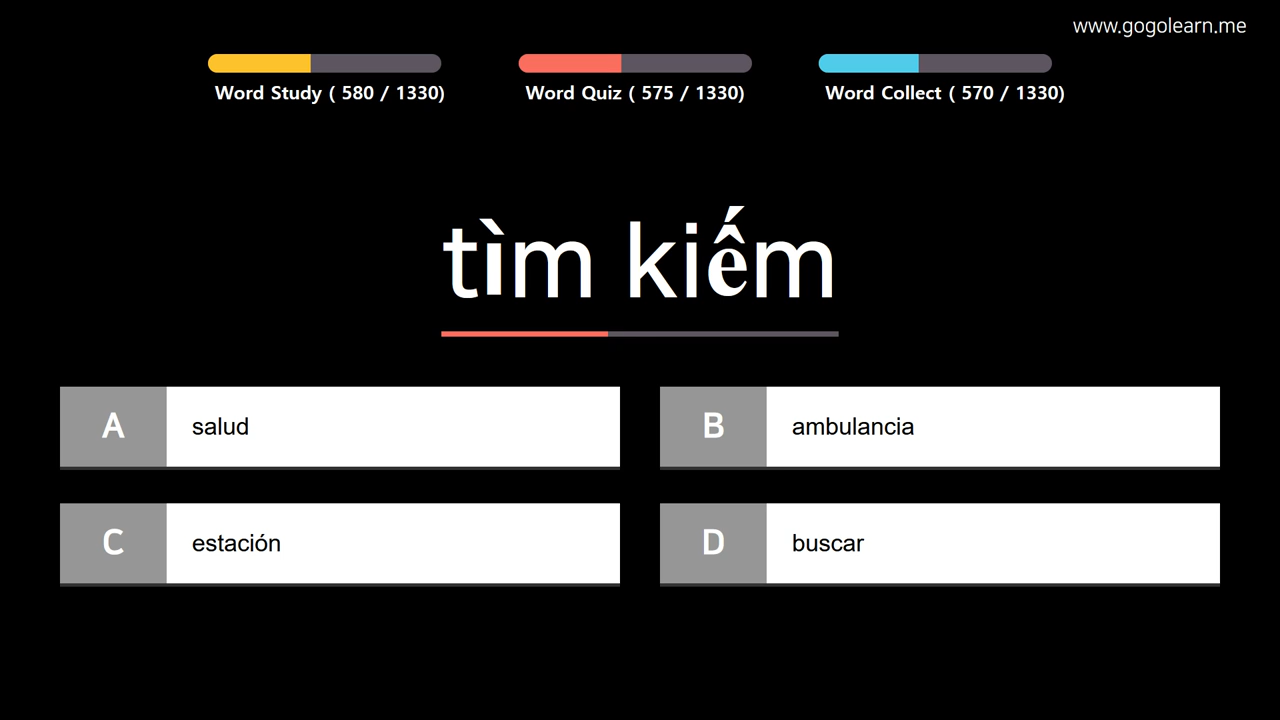 www.gogolearn.me
Word Study ( 580 / 1330)
Word Quiz ( 575 / 1330)
Word Collect ( 570 / 1330)
tìm kiếm
A salud
B ambulancia
C estación
D buscar